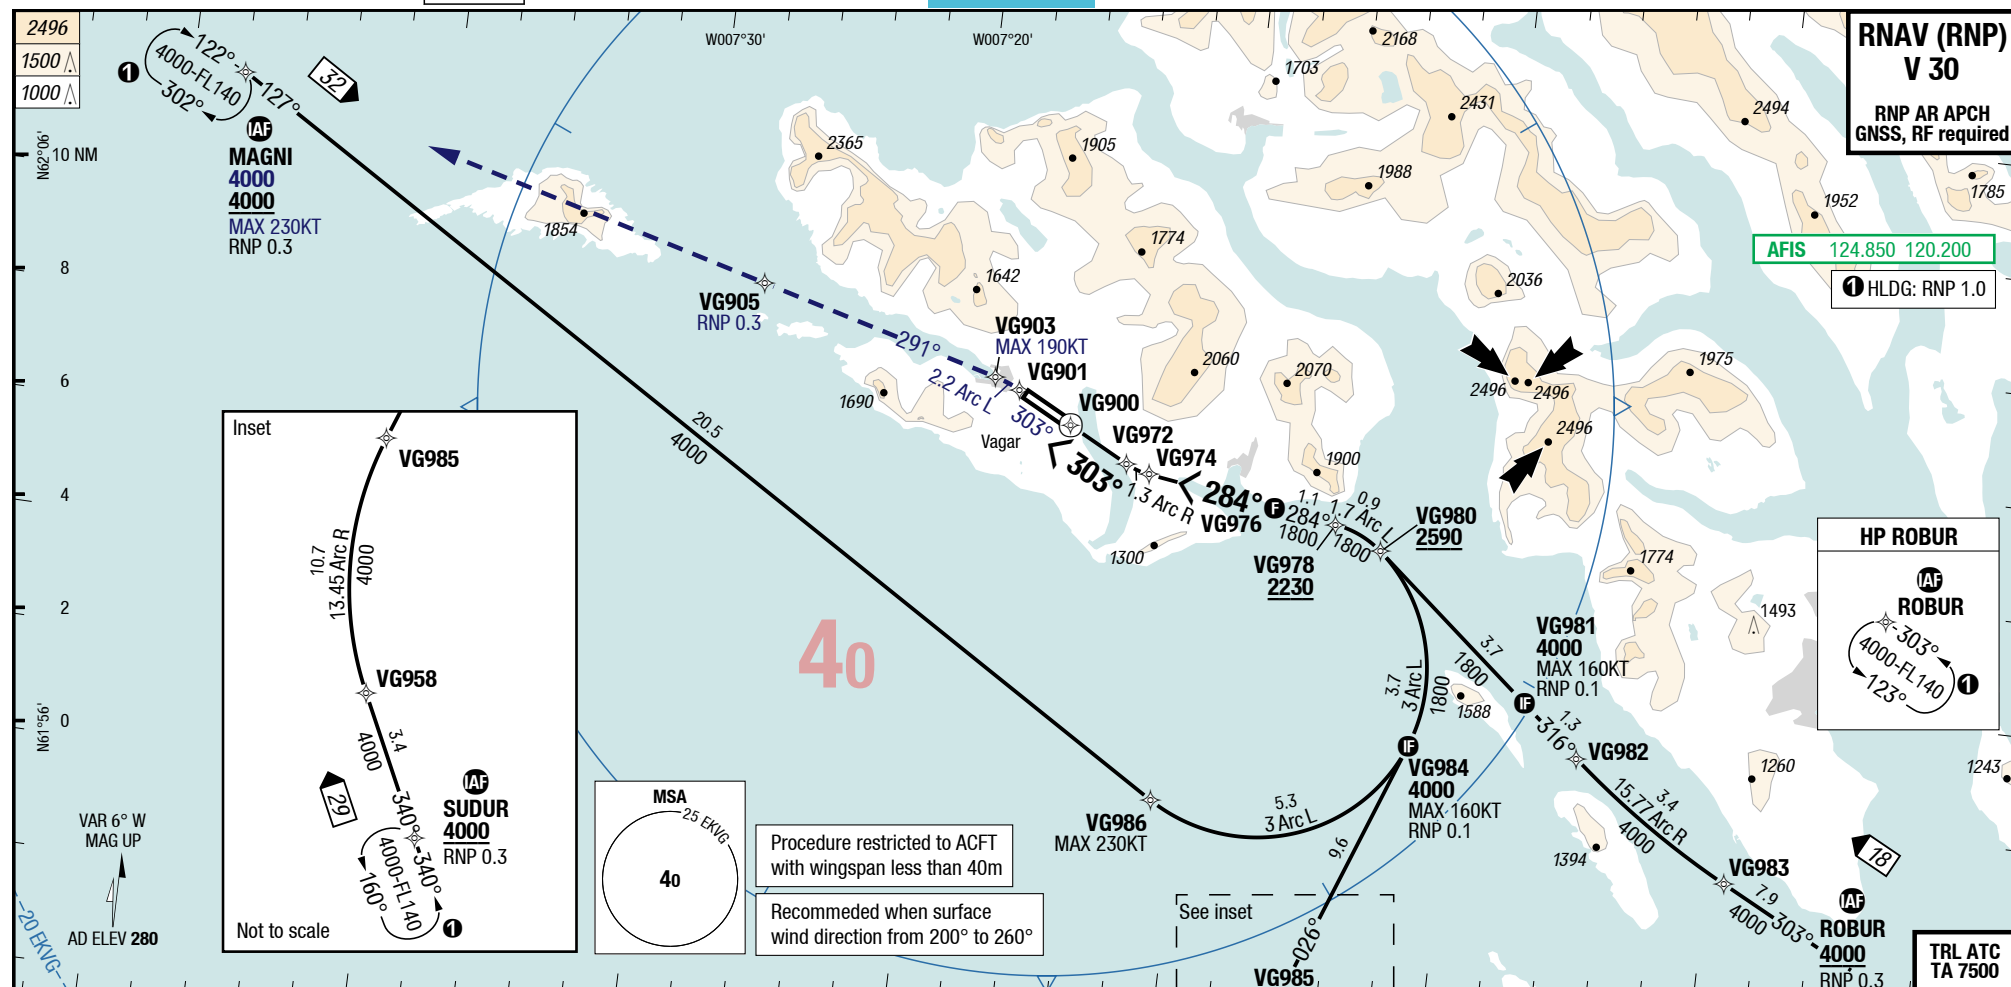 2496
1500
1000
122°
4000-FL140
302°
1
127°
32
IAF
MAGNI
4000
4000
MAX 230KT
RNP 0.3
N62°06'
10 NM
8
6
4
2
0
N61°56'
W007°30'
W007°20'
RNAV (RNP)
V 30
RNP AR APCH
GNSS, RF required
AFIS 124.850 120.200
1 HLDG: RNP 1.0
2168
1703
2431
2494
2365
1905
1988
1785
1952
1854
1774
1642
2036
VG905
RNP 0.3
291°
VG903
MAX 190KT
VG901
2.2 Arc L
303°
2060
2070
2496
2496
1975
1690
VG900
2496
Vagar
VG972
VG974
303°
1.3 Arc R
284°
VG976
F
1900
1.1
284°
1800
0.9
1.7 Arc L
1800
VG980
2590
VG978
2230
1300
20.5
4000
40
1774
1493
VG981
4000
MAX 160KT
RNP 0.1
3.7
1800
IF
3.7
3 Arc L
1800
1588
1.3
316°
VG982
IF
VG984
4000
MAX 160KT
RNP 0.1
1260
1243
3.4
15.77 Arc R
4000
1394
VG983
18
7.9
4000
303°
IAF
ROBUR
4000
RNP 0.3
HP ROBUR
IAF
ROBUR
303°
4000-FL140
123°
1
VG986
MAX 230KT
5.3
3 Arc L
9.6
See inset
026°
VG985
Inset
VG985
10.7
13.45 Arc R
4000
VG958
3.4
4000
29
340°
IAF
SUDUR
4000
RNP 0.3
340°
4000-FL140
160°
1
Not to scale
MSA
25 EKVG
40
Procedure restricted to ACFT
with wingspan less than 40m
Recommeded when surface
wind direction from 200° to 260°
VAR 6° W
MAG UP
AD ELEV 280
20 EKVG
TRL ATC
TA 7500